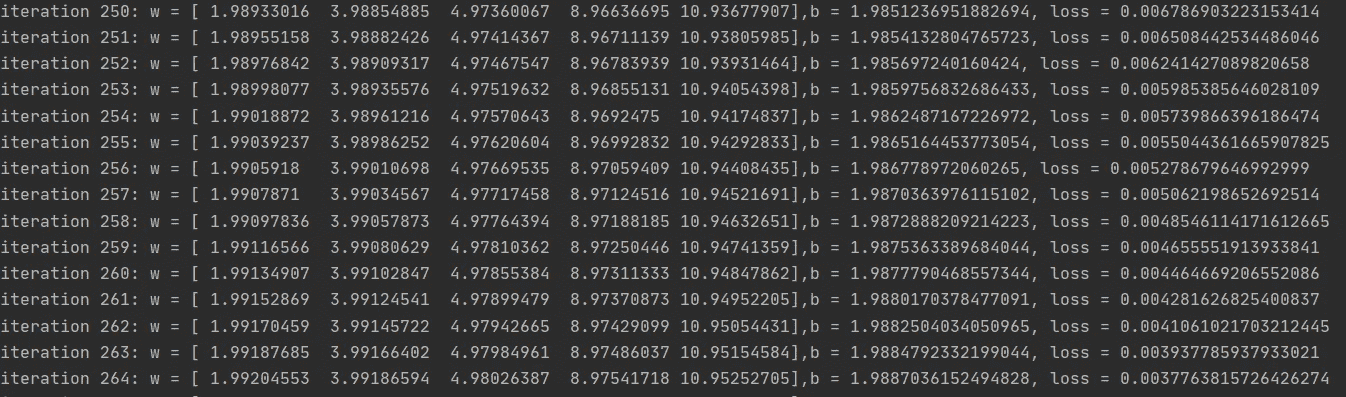 iteration 250: w = [ 1.98933016  3.98854885  4.97360067  8.96636695 10.93677907],b = 1.9851236951882694, loss = 0.006786903223153414
iteration 251: w = [ 1.98955158  3.98882426  4.97414367  8.96711139 10.93805985],b = 1.9854132804765723, loss = 0.006508442534486046
iteration 252: w = [ 1.98976842  3.98909317  4.97467547  8.96783939 10.93931464],b = 1.985697240160424, loss = 0.006241427089820658
iteration 253: w = [ 1.98998077  3.98935576  4.97519632  8.96855131 10.94054398],b = 1.9859756832686433, loss = 0.005985385646028109
iteration 254: w = [ 1.99018872  3.98961216  4.97570643  8.9692475  10.94174837],b = 1.9862487167226972, loss = 0.005739866396186474
iteration 255: w = [ 1.99039237  3.98986252  4.97620604  8.96992832 10.94292833],b = 1.9865164453773054, loss = 0.005504436166590782​5
iteration 256: w = [ 1.9905918   3.99010698  4.97669535  8.97059409 10.94408435],b = 1.986778972060265, loss = 0.005278679646992999
iteration 257: w = [ 1.9907871   3.99034567  4.97717458  8.97124516 10.94521691],b = 1.9870363976115102, loss = 0.005062198652692514
iteration 258: w = [ 1.99097836  3.99057873  4.97764394  8.97188185 10.94632651],b = 1.9872888209214223, loss = 0.0048546114171612665
iteration 259: w = [ 1.99116566  3.99080629  4.97810362  8.97250446 10.94741359],b = 1.9875363389684044, loss = 0.004655551913933841
iteration 260: w = [ 1.99134907  3.99102847  4.97855384  8.97311333 10.94847862],b = 1.9877790468557344, loss = 0.004464669206552086
iteration 261: w = [ 1.99152869  3.99124541  4.97899479  8.97370873 10.94952205],b = 1.9880170378477091, loss = 0.004281626825400837
iteration 262: w = [ 1.99170459  3.99145722  4.97942665  8.97429099 10.95054431],b = 1.9882504034050965, loss = 0.0041061021703212445
iteration 263: w = [ 1.99187685  3.99166402  4.97984961  8.97486037 10.95154584],b = 1.9884792332199044, loss = 0.003937785937933021
iteration 264: w = [ 1.99204553  3.99186594  4.98026387  8.97541718 10.95252705],b = 1.9887036152494828, loss = 0.0037763815726426274